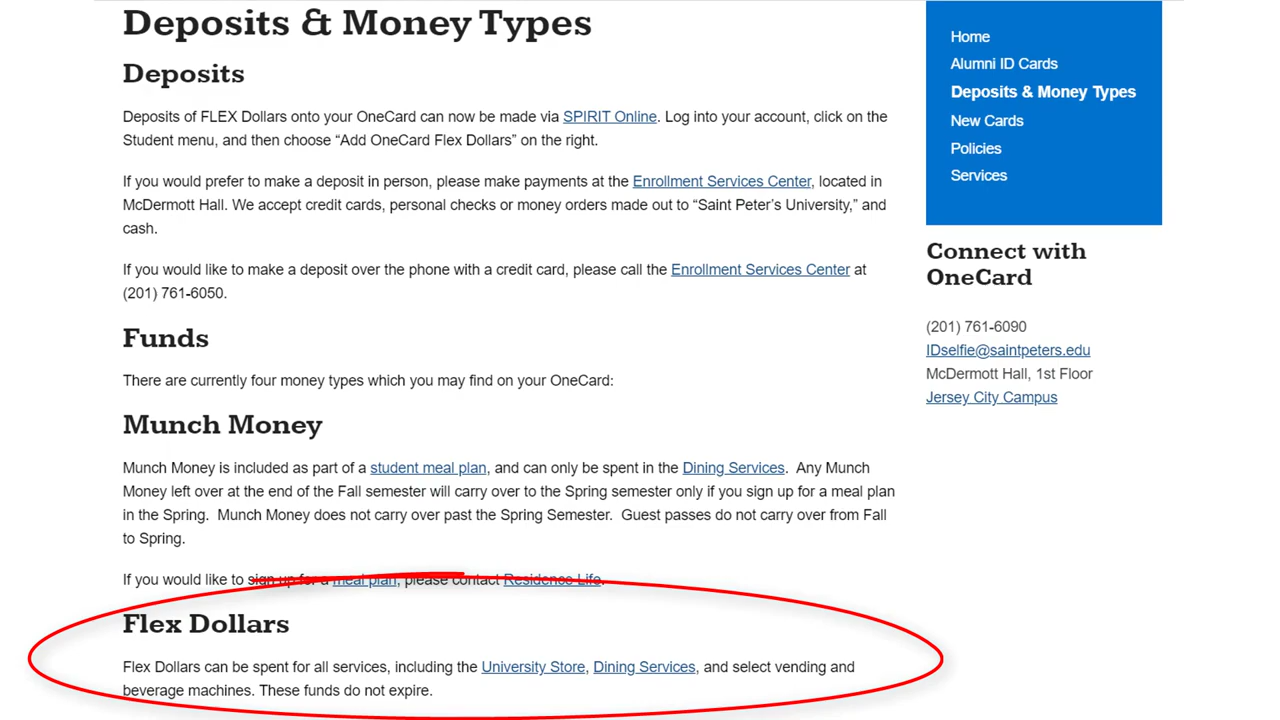 Deposits & Money Types
Deposits
Deposits of FLEX Dollars onto your OneCard can now be made via SPIRIT Online. Log into your account, click on the
Student menu, and then choose “Add OneCard Flex Dollars” on the right.
If you would prefer to make a deposit in person, please make payments at the Enrollment Services Center, located in
McDermott Hall. We accept credit cards, personal checks or money orders made out to “Saint Peter’s University,” and
cash.
If you would like to make a deposit over the phone with a credit card, please call the Enrollment Services Center at
(201) 761-6050.
Funds
There are currently four money types which you may find on your OneCard:
Munch Money
Munch Money is included as part of a student meal plan, and can only be spent in the Dining Services.  Any Munch
Money left over at the end of the Fall semester will carry over to the Spring semester only if you sign up for a meal plan
in the Spring.  Munch Money does not carry over past the Spring Semester.  Guest passes do not carry over from Fall
to Spring.
If you would like to sign up for a meal plan, please contact Residence Life.
Flex Dollars
Flex Dollars can be spent for all services, including the University Store, Dining Services, and select vending and
beverage machines. These funds do not expire.
Home
Alumni ID Cards
Deposits & Money Types
New Cards
Policies
Services
Connect with
OneCard
(201) 761-6090
IDselfie@saintpeters.edu
McDermott Hall, 1st Floor
Jersey City Campus